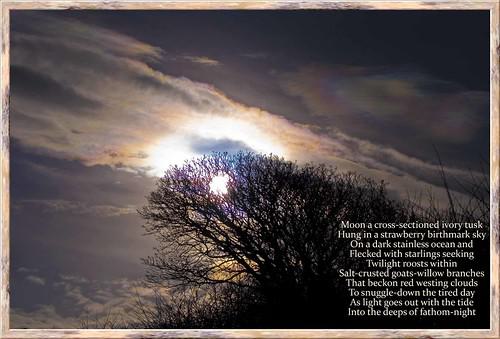 Moon a cross-sectioned ivory tusk
Hung in a strawberry birthmark sky
On a dark stainless ocean and
Flecked with starlings seeking
Twilight roosts within
Salt-crusted goats-willow branches
That beckon red westing clouds
To snuggle-down the tired day
As light goes out with the tide
Into the deeps of fathom-night